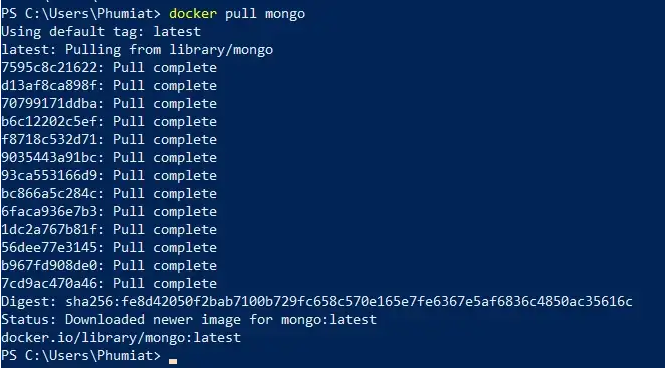 PS C:\Users\Phumiat> docker pull mongo
Using default tag: latest
latest: Pulling from library/mongo
7595c8c21622: Pull complete
d13af8ca898f: Pull complete
70799171ddba: Pull complete
b6c12202c5ef: Pull complete
f8718c532d71: Pull complete
9035443a91bc: Pull complete
93ca553166d9: Pull complete
bc866a5c284c: Pull complete
6faca936e7b3: Pull complete
1dc2a767b81f: Pull complete
56dee77e3145: Pull complete
b967fd908de0: Pull complete
7cd9ac470a46: Pull complete
Digest: sha256:fe8d42050f2bab7100b729fc658c570e165e7fe6367e5af6836c4850ac35616c
Status: Downloaded newer image for mongo:latest
docker.io/library/mongo:latest
PS C:\Users\Phumiat>